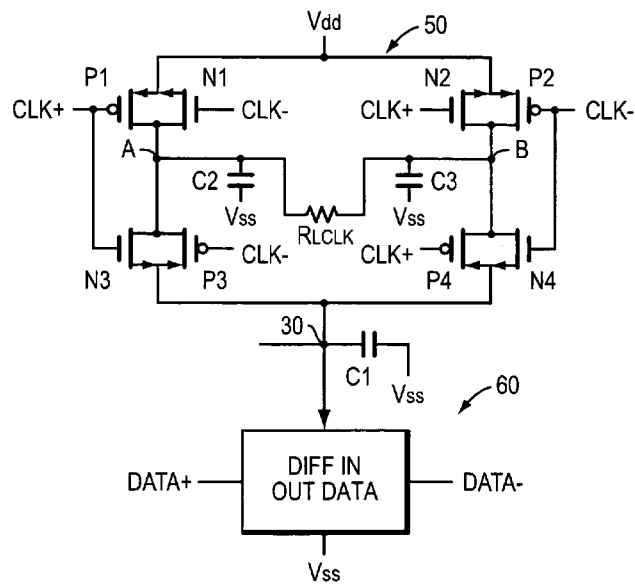 Vdd
50
P1
N1
N2
P2
CLK+
CLK-
CLK+
CLK-
A
B
C2
C3
Vss
Vss
RLCLK
CLK-
CLK+
N3
P3
P4
N4
30
C1
Vss
60
DATA+
DIFF IN
OUT DATA
DATA-
Vss